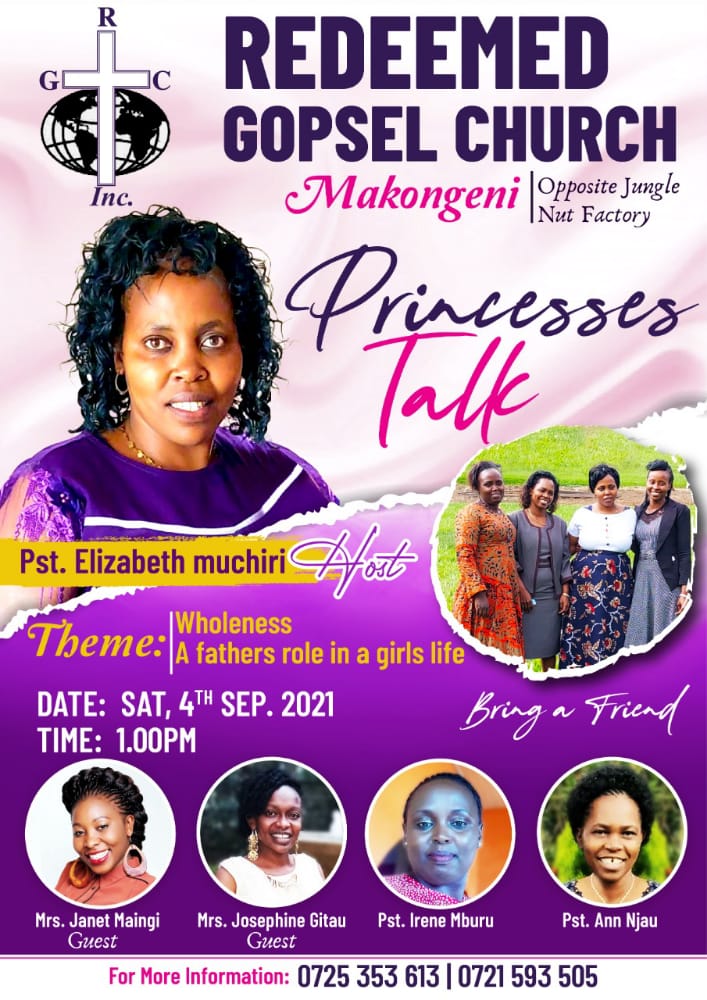 R
G C
Inc.
REDEEMED
GOPSEL CHURCH
Makongeni
Opposite Jungle
Nut Factory
Princesses
Talk
Pst. Elizabeth muchiri Host
Theme:
Wholeness
A fathers role in a girls life
DATE: SAT, 4TH SEP. 2021
TIME: 1.00PM
Bring a Friend
Mrs. Janet Maingi
Guest
Mrs. Josephine Gitau
Guest
Pst. Irene Mburu
Pst. Ann Njau
For More Information: 0725 353 613 | 0721 593 505